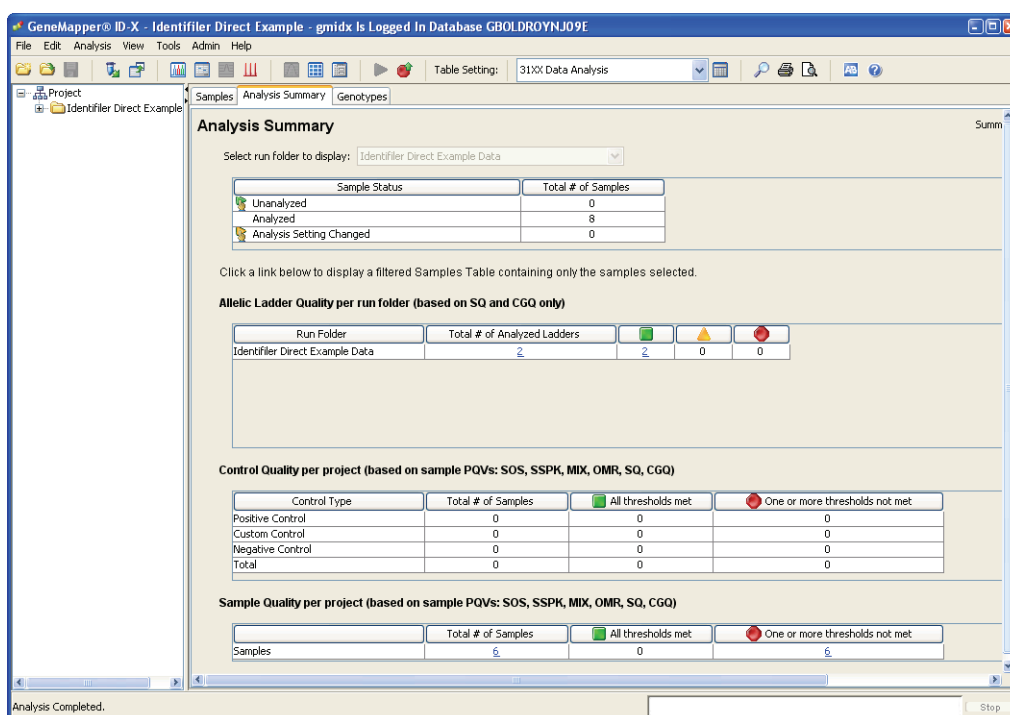 GeneMapper® ID-X - Identifiler Direct Example - gmidx Is Logged In Database GBOLDROYNJ09E
File Edit Analysis View Tools Admin Help
Table Setting: 31XX Data Analysis
Project
Identifiler Direct Example
Samples Analysis Summary Genotypes
Analysis Summary Summ
Select run folder to display: Identifiler Direct Example Data
Sample Status Total # of Samples
Unanalyzed 0
Analyzed 8
Analysis Setting Changed 0
Click a link below to display a filtered Samples Table containing only the samples selected.
Allelic Ladder Quality per run folder (based on SQ and CGQ only)
Run Folder Total # of Analyzed Ladders
Identifiler Direct Example Data 2 2 0 0
Control Quality per project (based on sample PQVs: SOS, SSPK, MIX, OMR, SQ, CGQ)
Control Type Total # of Samples All thresholds met One or more thresholds not met
Positive Control 0 0 0
Custom Control 0 0 0
Negative Control 0 0 0
Total 0 0 0
Sample Quality per project (based on sample PQVs: SOS, SSPK, MIX, OMR, SQ, CGQ)
Total # of Samples All thresholds met One or more thresholds not met
Samples 6 0 6
Analysis Completed. Stop